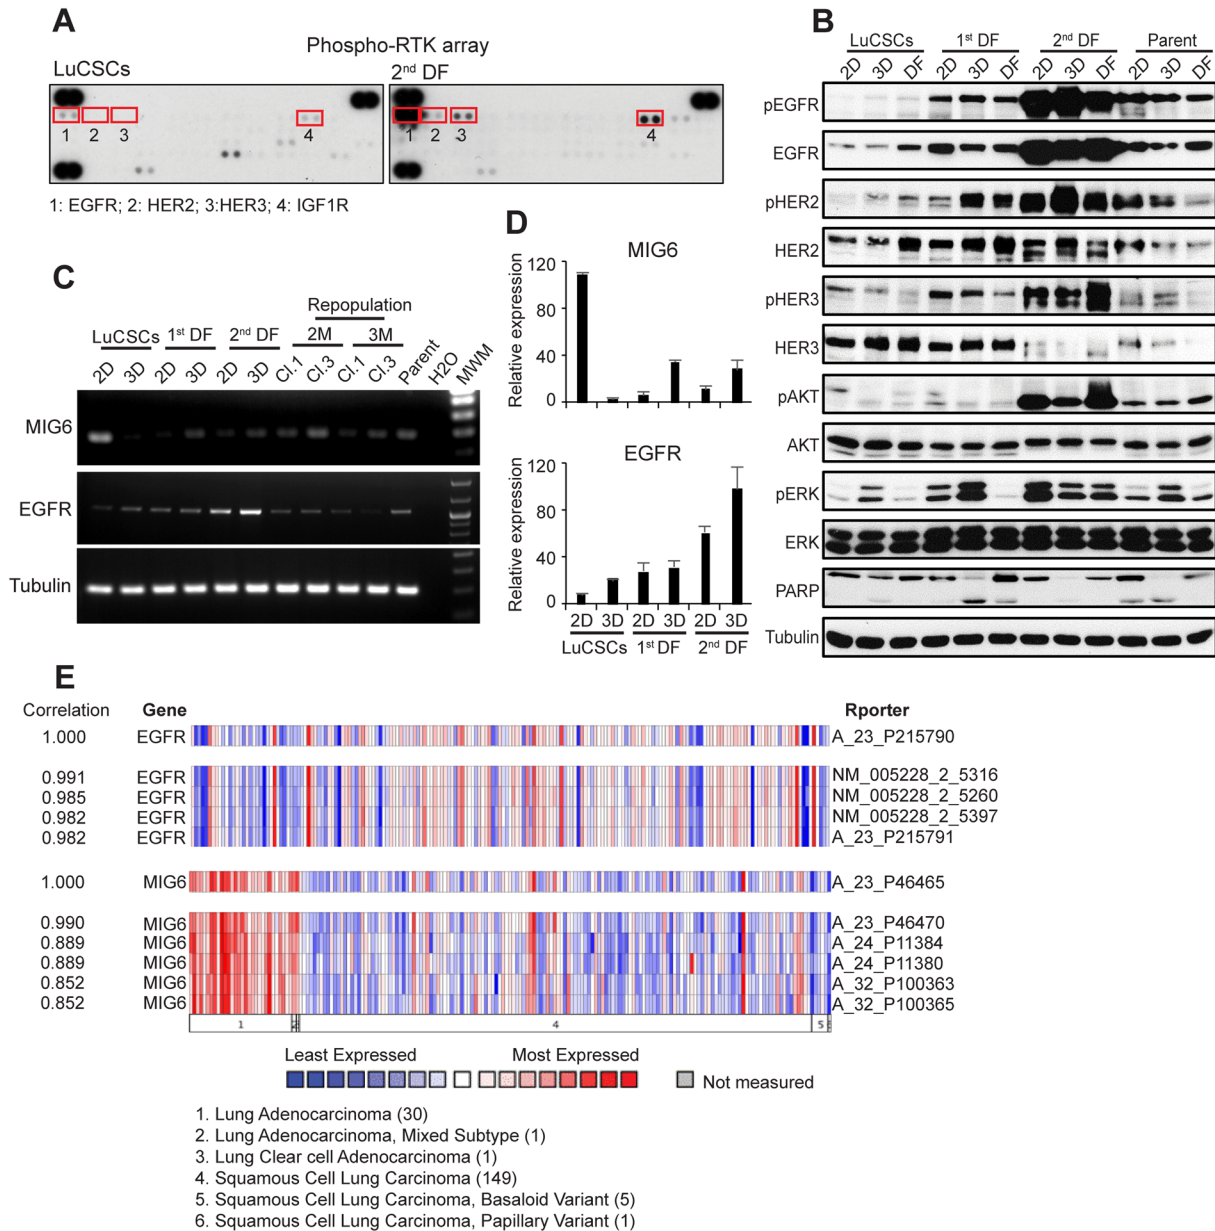 A
Phospho-RTK array
LuCSCs
2nd DF
1 2 3 4
1 2 3 4
1: EGFR; 2: HER2; 3:HER3; 4: IGF1R
B
LuCSCs 1st DF 2nd DF Parent
2D 3D DF 2D 3D DF 2D 3D DF 2D 3D DF
pEGFR
EGFR
pHER2
HER2
pHER3
HER3
pAKT
AKT
pERK
ERK
PARP
Tubulin
C
Repopulation
LuCSCs 1st DF 2nd DF 2M 3M
2D 3D 2D 3D 2D 3D Cl.1 Cl.3 Cl.1 Cl.3 Parent H2O MWM
MIG6
EGFR
Tubulin
D
MIG6
Relative expression
120
80
40
0
EGFR
Relative expression
120
80
40
0
2D 3D 2D 3D 2D 3D
LuCSCs 1st DF 2nd DF
E
Correlation Gene Rporter
1.000 EGFR A_23_P215790
0.991 EGFR NM_005228_2_5316
0.985 EGFR NM_005228_2_5260
0.982 EGFR NM_005228_2_5397
0.982 EGFR A_23_P215791
1.000 MIG6 A_23_P46465
0.990 MIG6 A_23_P46470
0.889 MIG6 A_24_P11384
0.889 MIG6 A_24_P11380
0.852 MIG6 A_32_P100363
0.852 MIG6 A_32_P100365
1 2 4 5
Least Expressed Most Expressed
Not measured
1. Lung Adenocarcinoma (30)
2. Lung Adenocarcinoma, Mixed Subtype (1)
3. Lung Clear cell Adenocarcinoma (1)
4. Squamous Cell Lung Carcinoma (149)
5. Squamous Cell Lung Carcinoma, Basaloid Variant (5)
6. Squamous Cell Lung Carcinoma, Papillary Variant (1)